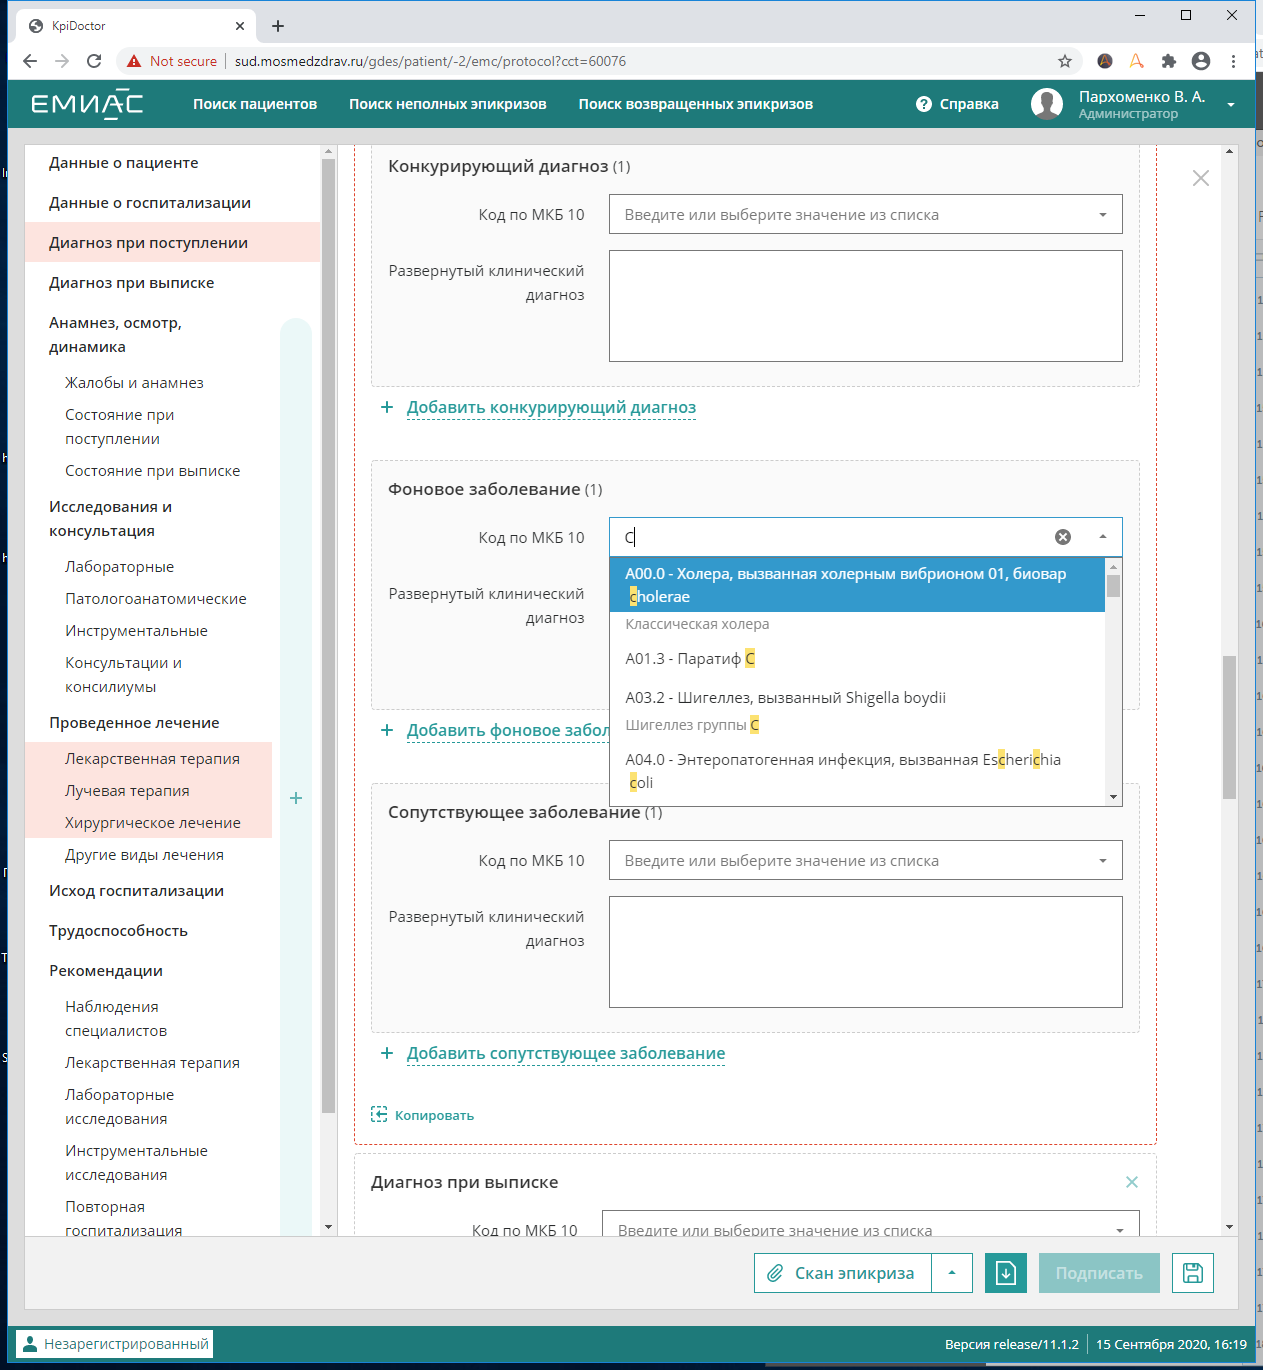 KpiDoctor
Not secure
sud.mosmedzdrav.ru/gdes/patient/-2/emc/protocol?cct=60076
ЕМИАС
Поиск пациентов
Поиск неполных эпикризов
Поиск возвращенных эпикризов
Справка
Пархоменко В. А.
Администратор
Данные о пациенте
Данные о госпитализации
Диагноз при поступлении
Диагноз при выписке
Анамнез, осмотр,
динамика
Жалобы и анамнез
Состояние при
поступлении
Состояние при выписке
Исследования и
консультация
Лабораторные
Патологоанатомические
Инструментальные
Консультации и
консилиумы
Проведенное лечение
Лекарственная терапия
Лучевая терапия
Хирургическое лечение
Другие виды лечения
Исход госпитализации
Трудоспособность
Рекомендации
Наблюдения
специалистов
Лекарственная терапия
Лабораторные
исследования
Инструментальные
исследования
Повторная
госпитализация
Конкурирующий диагноз (1)
Код по МКБ 10
Введите или выберите значение из списка
Развернутый клинический
диагноз
+ Добавить конкурирующий диагноз
Фоновое заболевание (1)
Код по МКБ 10
C
A00.0 - Холера, вызванная холерным вибрионом 01, биовар
cholerae
Классическая холера
A01.3 - Паратиф C
A03.2 - Шигеллез, вызванный Shigella boydii
Шигеллез группы C
A04.0 - Энтеропатогенная инфекция, вызванная Escherichia
coli
Развернутый клинический
диагноз
+ Добавить фоновое забол
Сопутствующее заболевание (1)
Код по МКБ 10
Введите или выберите значение из списка
Развернутый клинический
диагноз
+ Добавить сопутствующее заболевание
Копировать
Диагноз при выписке
Код по МКБ 10
Введите или выберите значение из списка
Скан эпикриза
Подписать
Незарегистрированный
Версия release/11.1.2
15 Сентября 2020, 16:19